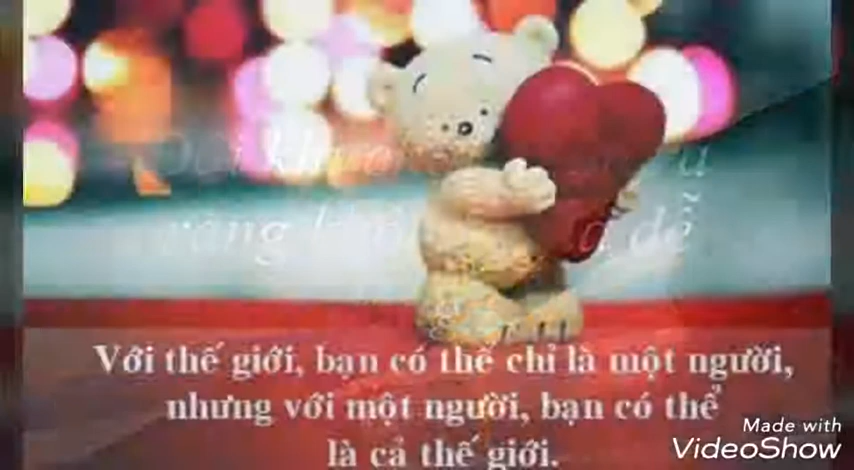 Với thế giới, bạn có thể chỉ là một người,
nhưng với một người, bạn có thể
là cả thế giới.
Made with
VideoShow